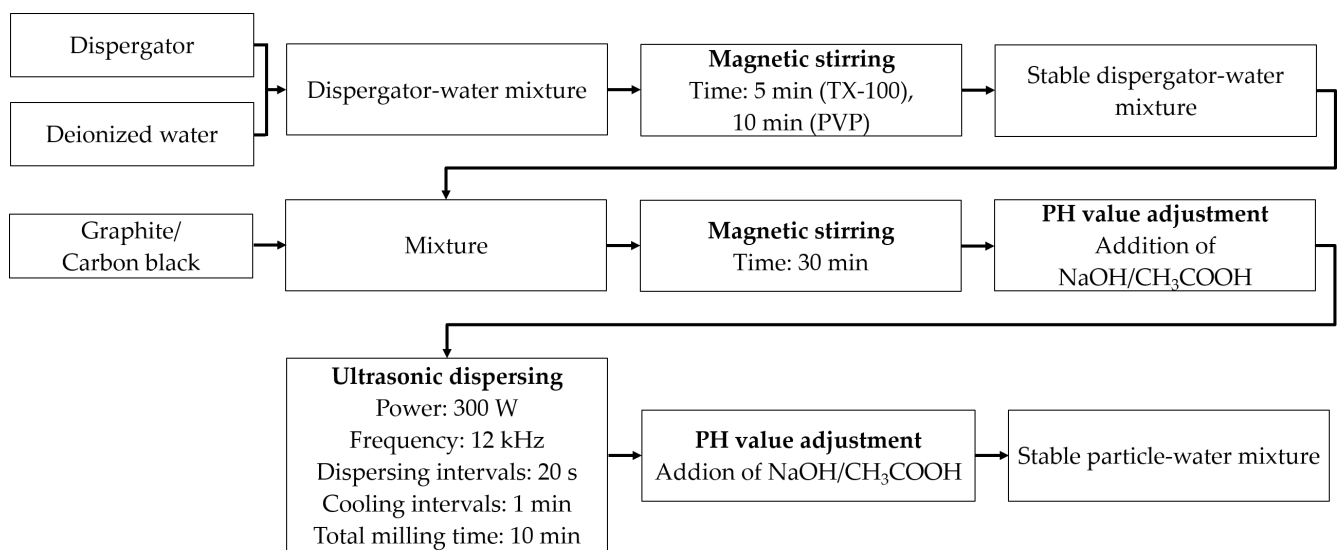 Dispergator
Deionized water
Dispergator-water mixture
Magnetic stirring
Time: 5 min (TX-100),
10 min (PVP)
Stable dispergator-water
mixture
Graphite/
Carbon black
Mixture
Magnetic stirring
Time: 30 min
PH value adjustment
Addition of
NaOH/CH₃COOH
Ultrasonic dispersing
Power: 300 W
Frequency: 12 kHz
Dispersing intervals: 20 s
Cooling intervals: 1 min
Total milling time: 10 min
PH value adjustment
Addion of NaOH/CH₃COOH
Stable particle-water mixture